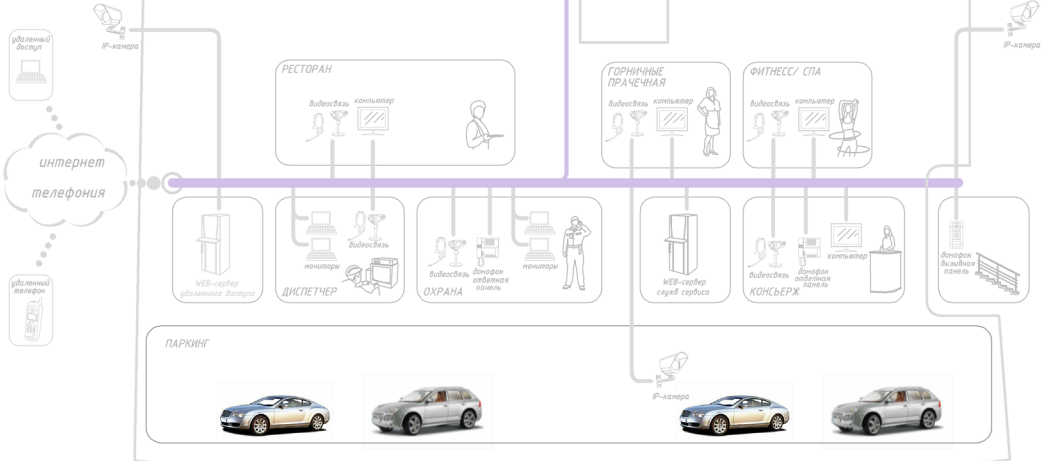 удаленный
доступ
IP-камера
IP-камера
РЕСТОРАН
видеосвязь
компьютер
ГОРНИЧНЫЕ
ПРАЧЕЧНАЯ
видеосвязь
компьютер
ФИТНЕСС/ СПА
видеосвязь
компьютер
интернет
телефония
WEB-сервер
удаленного доступа
мониторы
видеосвязь
ДИСПЕТЧЕР
видеосвязь
домофон
ответная
панель
мониторы
ОХРАНА
WEB-сервер
служб сервиса
видеосвязь
домофон
ответная
панель
компьютер
КОНСЬЕРЖ
домофон
вызывная
панель
удаленный
телефон
ПАРКИНГ
IP-камера